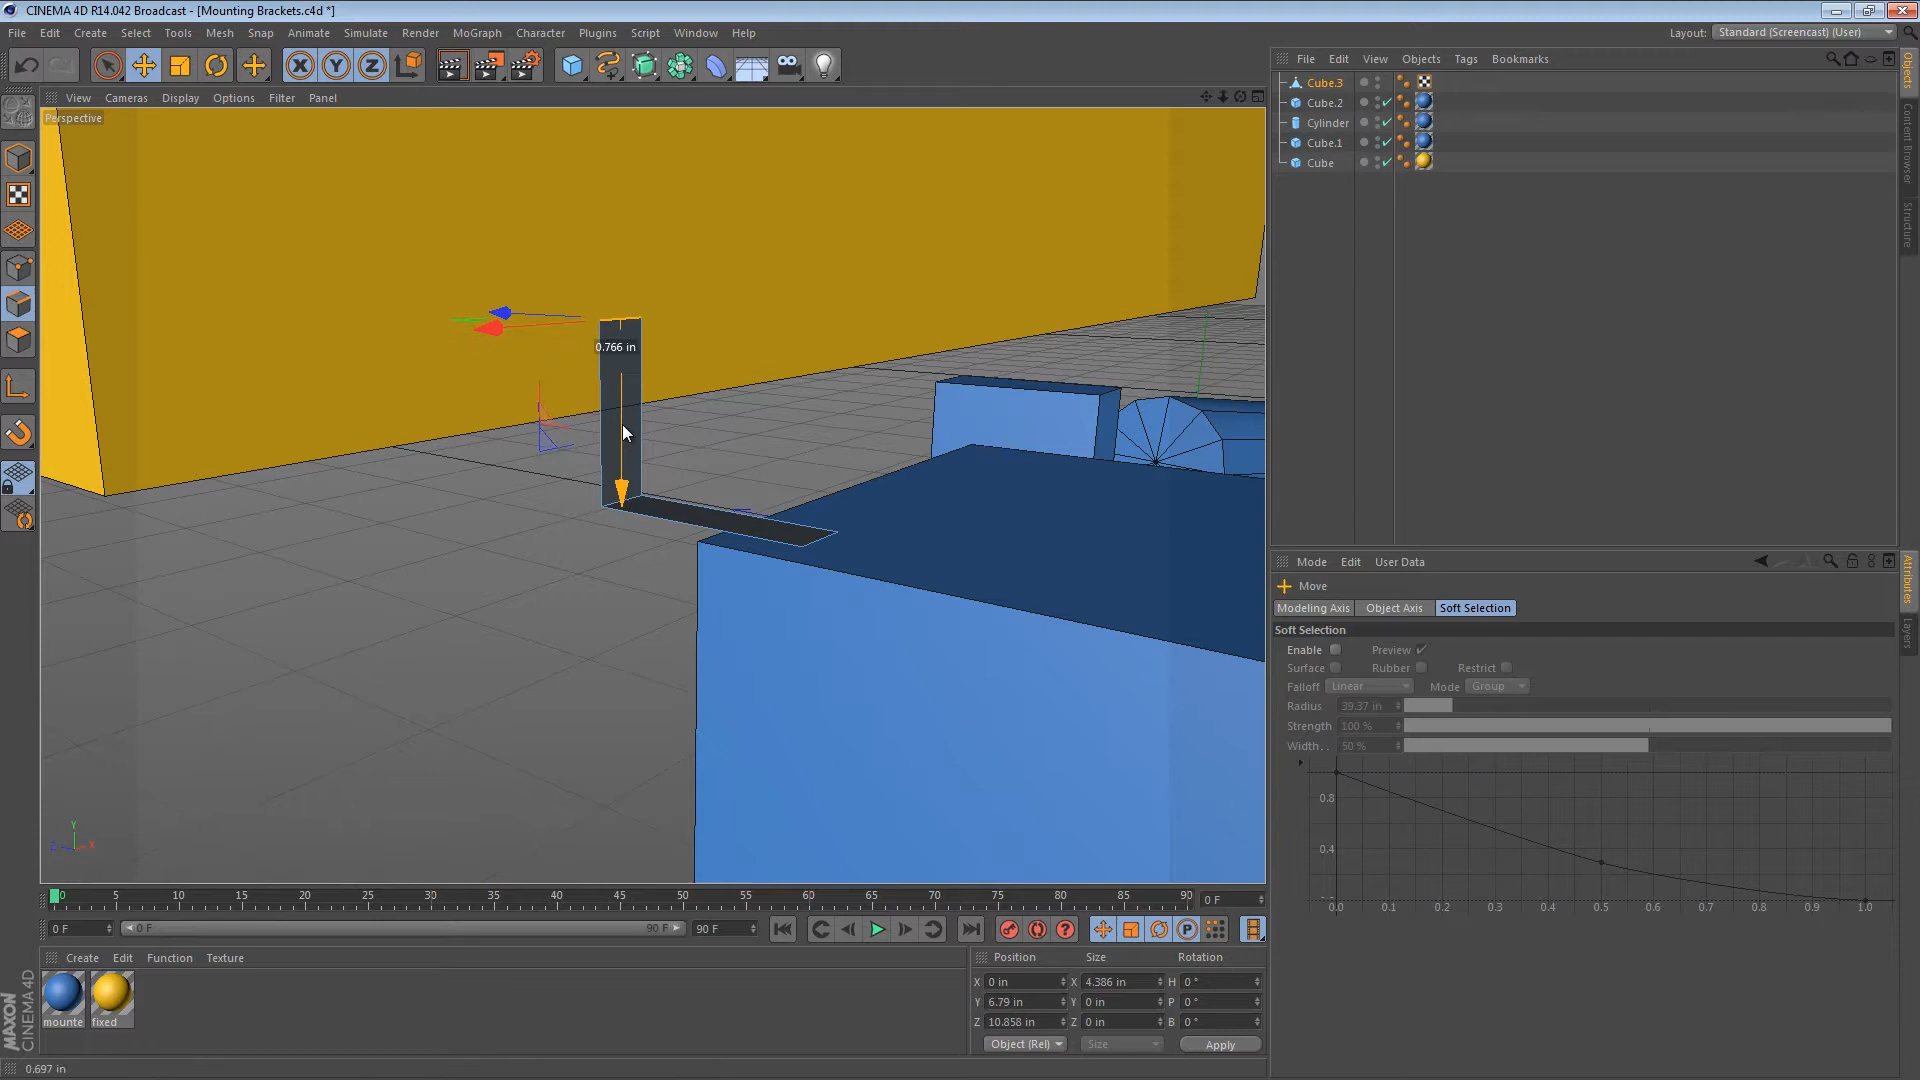 CINEMA 4D R14.042 Broadcast - [Mounting Brackets.c4d *]
File Edit Create Select Tools Mesh Snap Animate Simulate Render Character Plugins Script Window Help
Layout: Standard (Screencast) (User)
View Cameras Display Options Filter Panel
Perspective
0.766 in
File Edit View Objects Tags Bookmarks
Cube.3
Cube.2
Cylinder
Cube.1
Cube
Objects
Content Browser
Structure
Mode Edit User Data
Move
Modeling Axis Object Axis Soft Selection
Soft Selection
Enable Preview
Surface Rubber Restrict
Falloff Linear Mode Group
Radius 39.37 in
Strength 100 %
Width.. 50 %
0.8
0.4
0.0 0.1 0.2 0.3 0.4 0.5 0.6 0.7 0.8 0.9 1.0
Attributes
Layers
Y
Z X
0 5 10 15 20 25 30 35 40 45 50 55 60 65 70 75 80 85 90 0 F
0 F 0 F 90 F 90 F
Create Edit Function Texture
mounte fixed
Position Size Rotation
X 0 in X 4.386 in H 0 °
Y 6.79 in Y 0 in P 0 °
Z 10.858 in Z 0 in B 0 °
Object (Rel) Size Apply
MAXON
CINEMA 4D
0.697 in